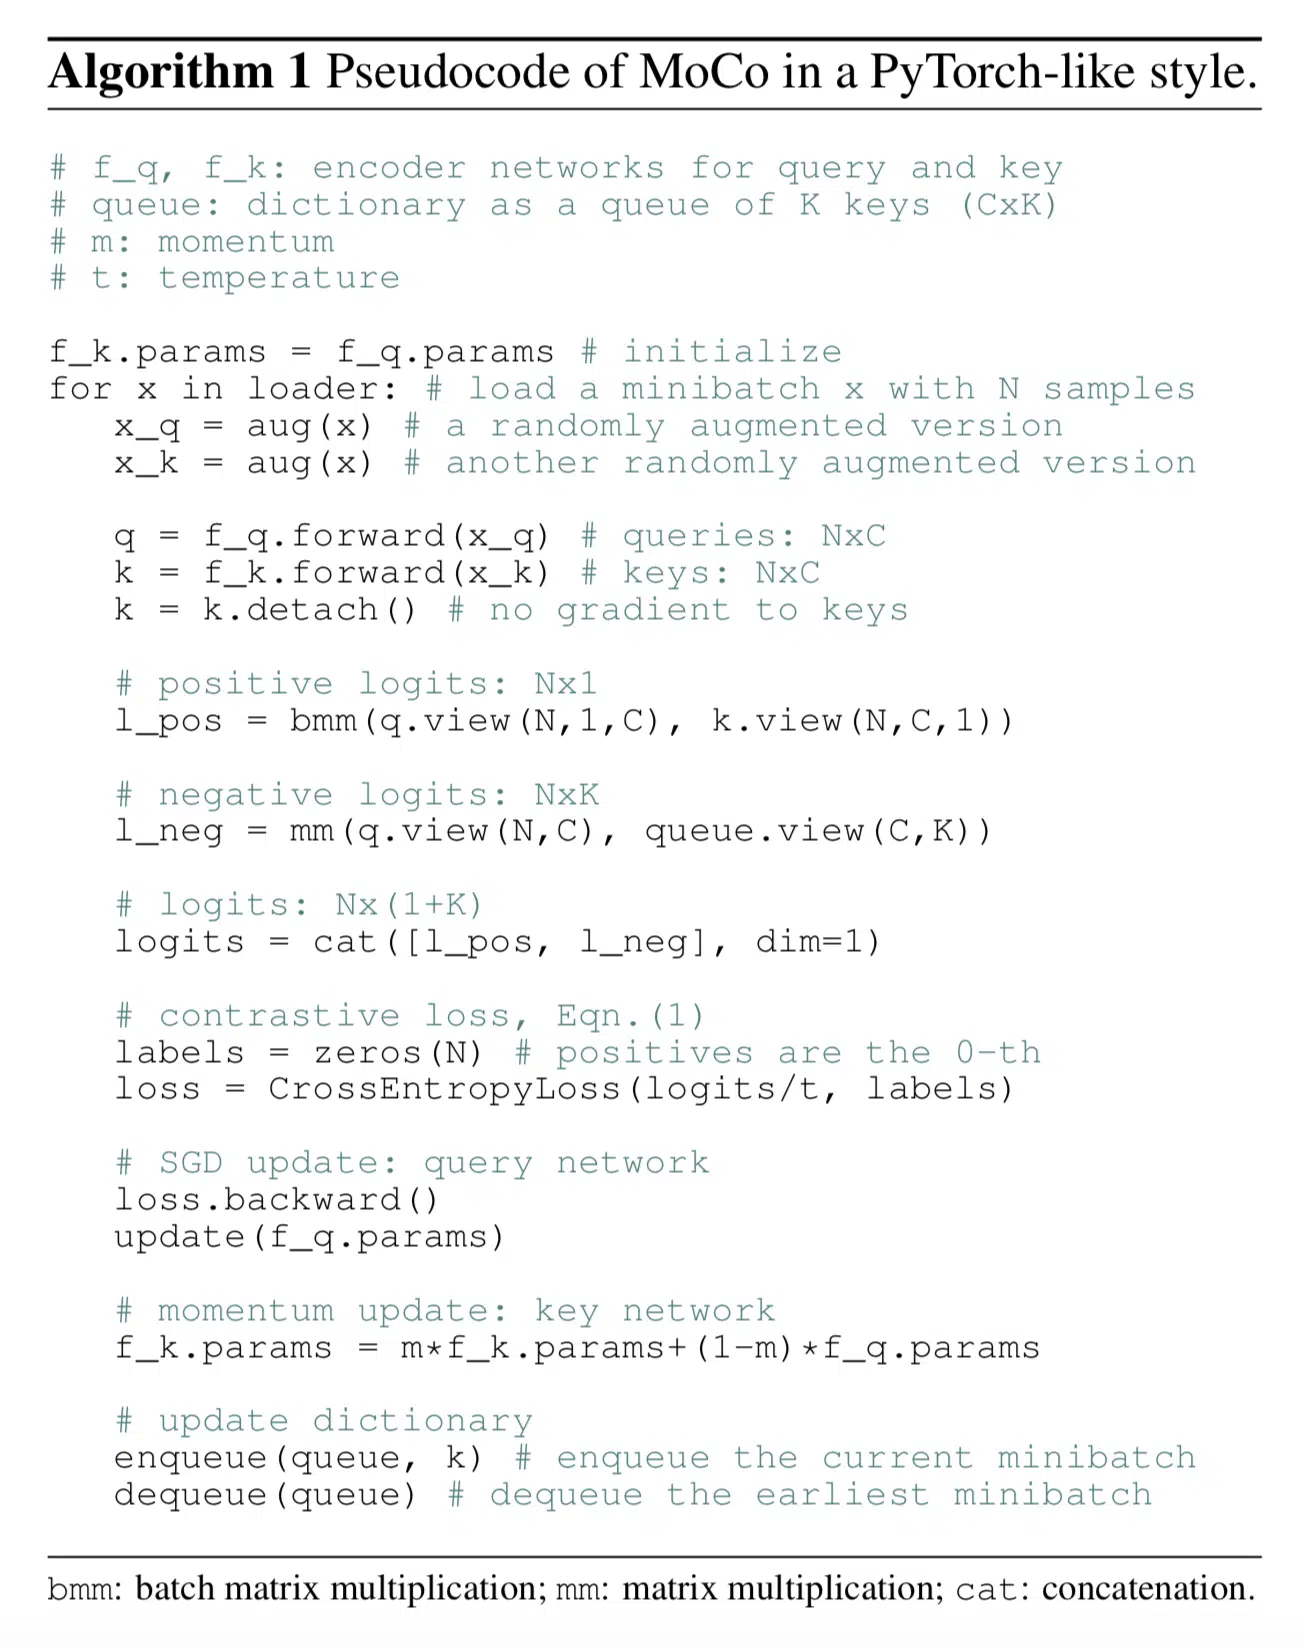 Algorithm 1 Pseudocode of MoCo in a PyTorch-like style.
# f_q, f_k: encoder networks for query and key
# queue: dictionary as a queue of K keys (CxK)
# m: momentum
# t: temperature
f_k.params = f_q.params # initialize
for x in loader: # load a minibatch x with N samples
x_q = aug(x) # a randomly augmented version
x_k = aug(x) # another randomly augmented version
q = f_q.forward(x_q) # queries: NxC
k = f_k.forward(x_k) # keys: NxC
k = k.detach() # no gradient to keys
# positive logits: Nx1
l_pos = bmm(q.view(N,1,C), k.view(N,C,1))
# negative logits: NxK
l_neg = mm(q.view(N,C), queue.view(C,K))
# logits: Nx(1+K)
logits = cat([l_pos, l_neg], dim=1)
# contrastive loss, Eqn.(1)
labels = zeros(N) # positives are the 0-th
loss = CrossEntropyLoss(logits/t, labels)
# SGD update: query network
loss.backward()
update(f_q.params)
# momentum update: key network
f_k.params = m*f_k.params+(1-m)*f_q.params
# update dictionary
enqueue(queue, k) # enqueue the current minibatch
dequeue(queue) # dequeue the earliest minibatch
bmm: batch matrix multiplication; mm: matrix multiplication; cat: concatenation.